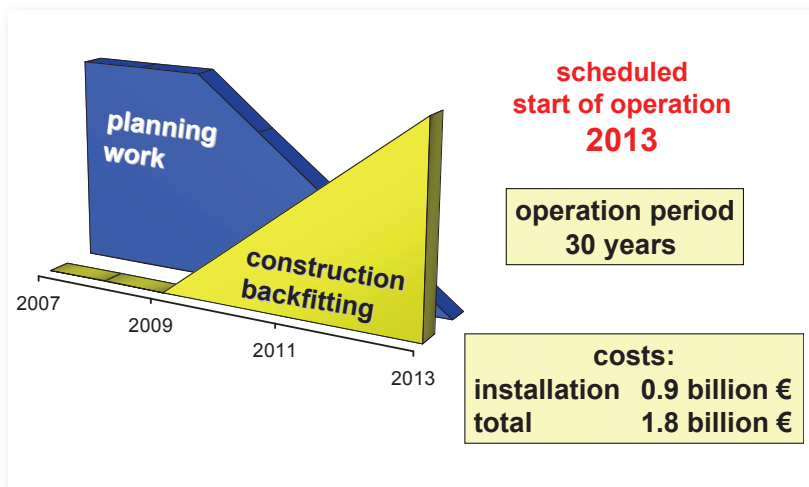 planning
work
construction
backfitting
2007
2009
2011
2013
scheduled
start of operation
2013
operation period
30 years
costs:
installation 0.9 billion €
total 1.8 billion €